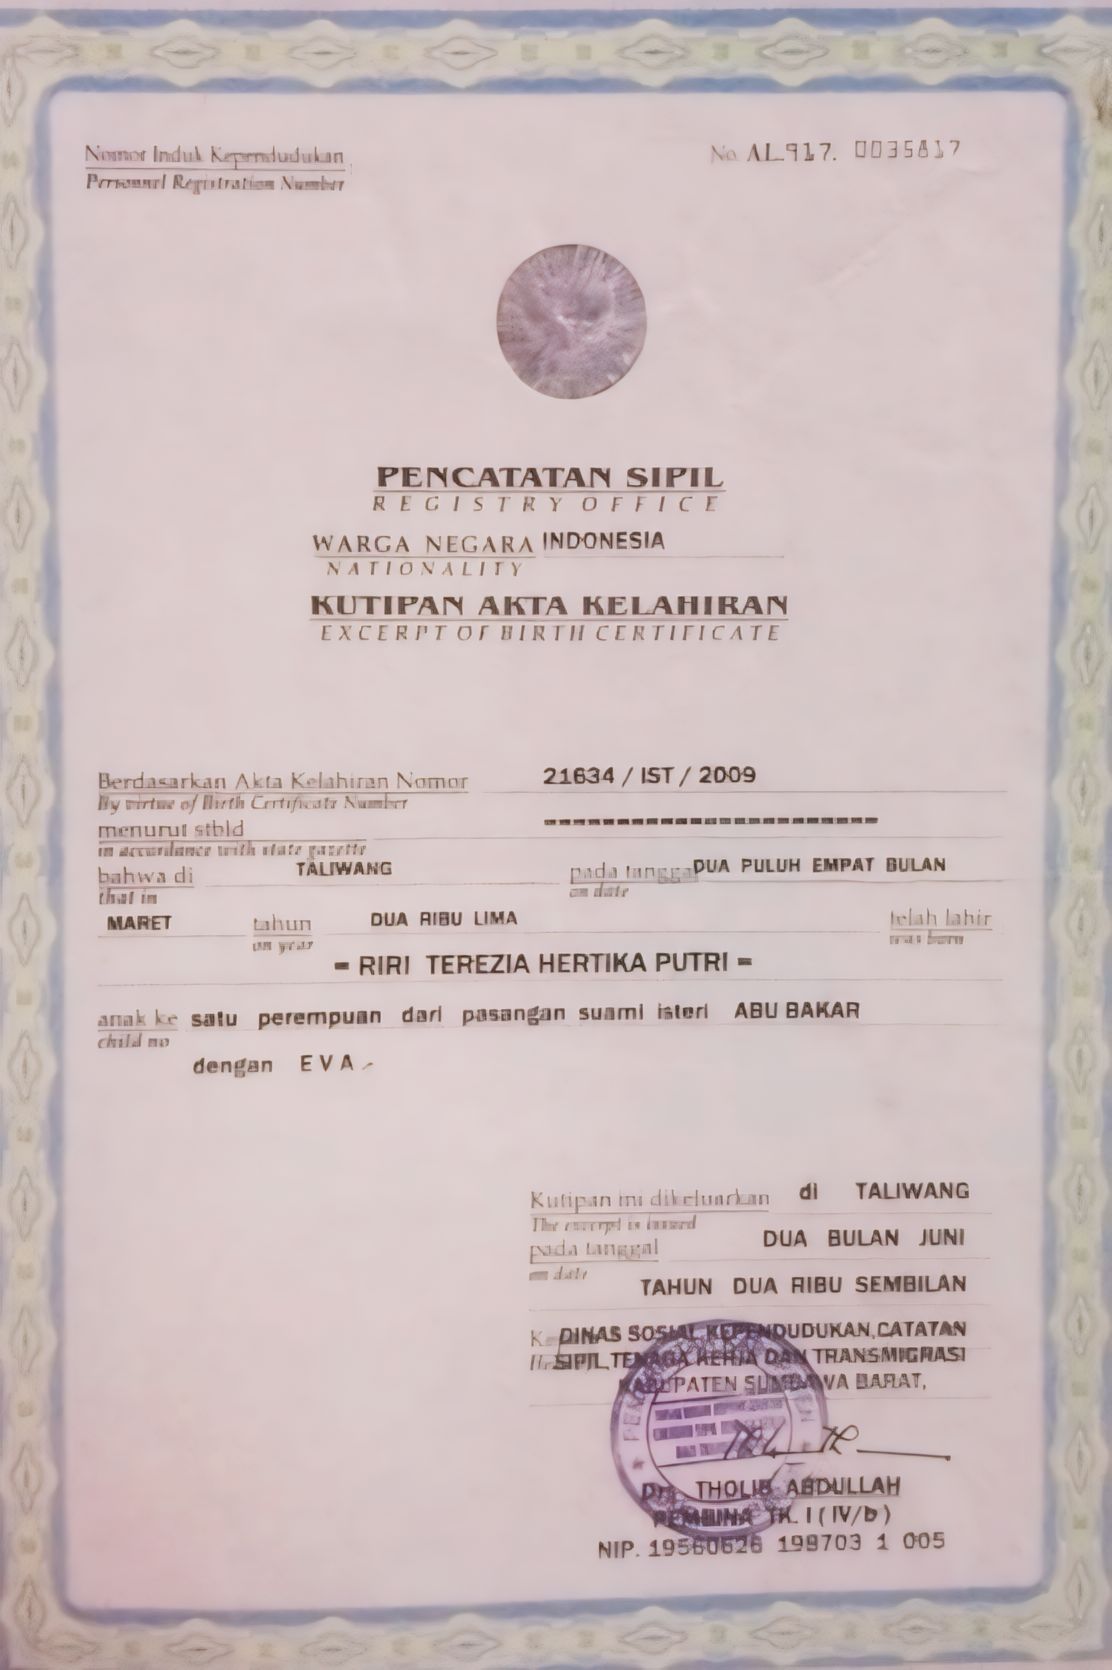 Nomor Induk Kependudukan
Personnel Registration Number
No. AL.917. 0035817
PENCATATAN SIPIL
REGISTRY OFFICE
WARGA NEGARA INDONESIA
NATIONALITY
KUTIPAN AKTA KELAHIRAN
EXCERPT OF BIRTH CERTIFICATE
Berdasarkan Akta Kelahiran Nomor 21634 / IST / 2009
By virtue of Birth Certificate Number
menurut stbld ------------------------
in accordance with state gazette
bahwa di TALIWANG pada tanggal DUA PULUH EMPAT BULAN
that in on date
MARET tahun DUA RIBU LIMA telah lahir
on year was born
= RIRI TEREZIA HERTIKA PUTRI =
anak ke satu perempuan dari pasangan suami isteri ABU BAKAR
child no
dengan EVA.-
Kutipan ini dikeluarkan di TALIWANG
The excerpt is issued
pada tanggal DUA BULAN JUNI
on date
TAHUN DUA RIBU SEMBILAN
DINAS SOSIAL KEPENDUDUKAN, CATATAN
SIPIL, TENAGA KERJA DAN TRANSMIGRASI
KABUPATEN SUMBAWA BARAT,
Drs. THOLIB ABDULLAH
PEMBINA TK. I ( IV/b )
NIP. 19560626 198703 1 005